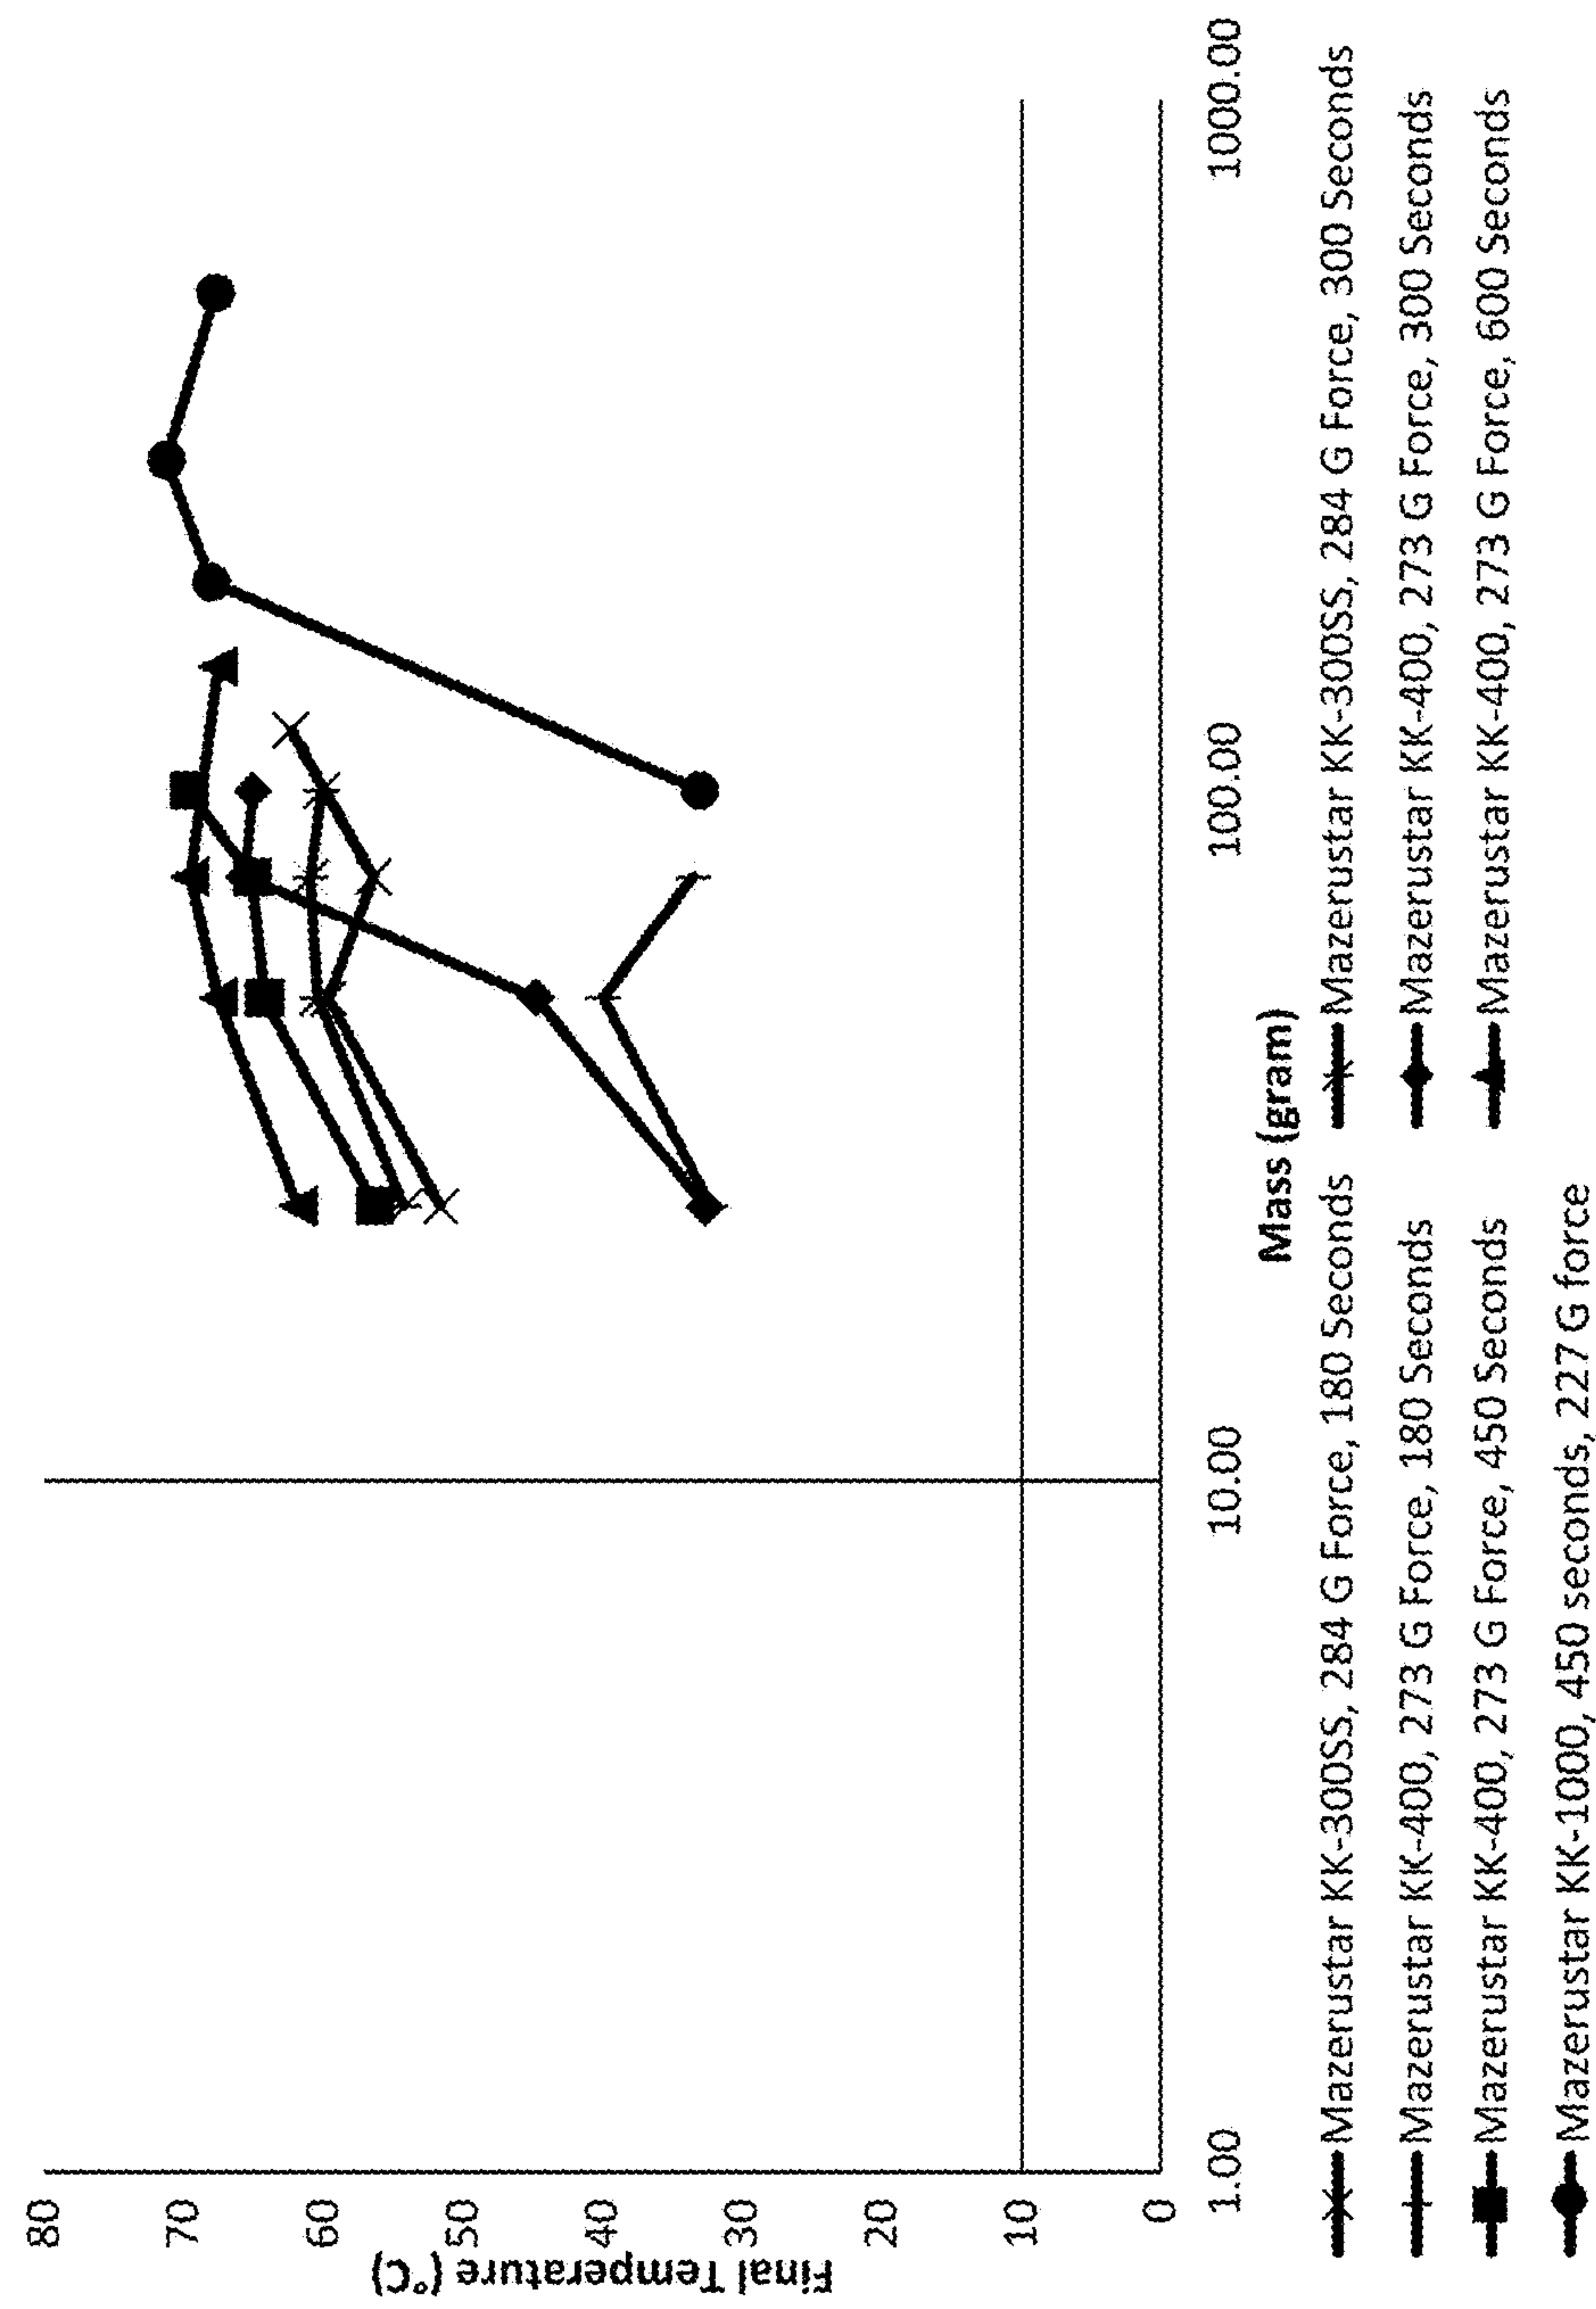 80
70
60
50
40
30
20
10
0
Final Temperature (°C)
1.00
10.00
100.00
1000.00
Mass (gram)
Mazerustar KK-300SS, 284 G Force, 180 Seconds
Mazerustar KK-300SS, 284 G Force, 300 Seconds
Mazerustar KK-400, 273 G Force, 180 Seconds
Mazerustar KK-400, 273 G Force, 300 Seconds
Mazerustar KK-400, 273 G Force, 450 Seconds
Mazerustar KK-400, 273 G Force, 600 Seconds
Mazerustar KK-1000, 450 seconds, 227 G force